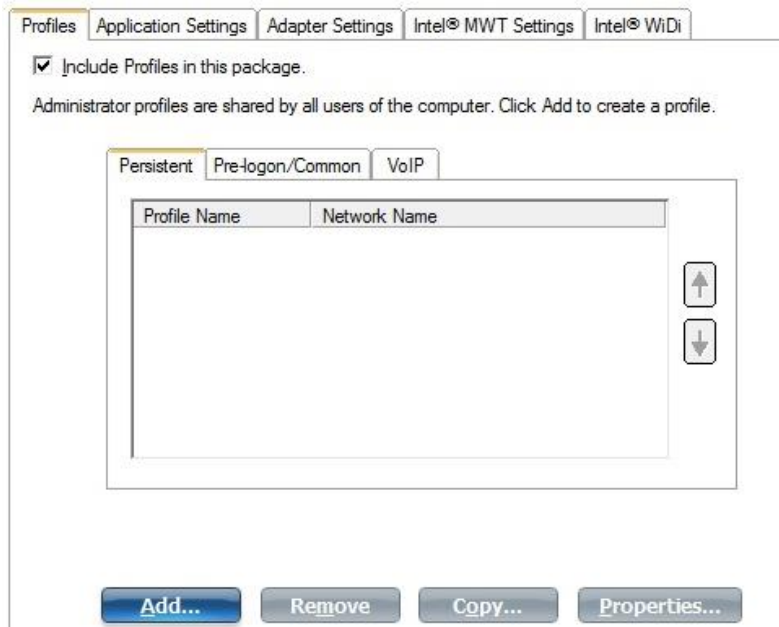 Profiles Application Settings Adapter Settings Intel® MWT Settings Intel® WiDi
Include Profiles in this package.
Administrator profiles are shared by all users of the computer. Click Add to create a profile.
Persistent Pre-logon/Common VoIP
Profile Name Network Name
Add... Remove Copy... Properties...